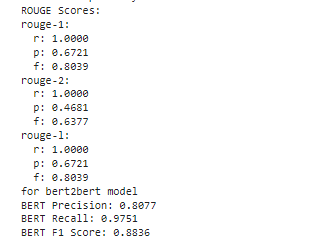 ROUGE Scores:
rouge-1:
r: 1.0000
p: 0.6721
f: 0.8039
rouge-2:
r: 1.0000
p: 0.4681
f: 0.6377
rouge-l:
r: 1.0000
p: 0.6721
f: 0.8039
for bert2bert model
BERT Precision: 0.8077
BERT Recall: 0.9751
BERT F1 Score: 0.8836